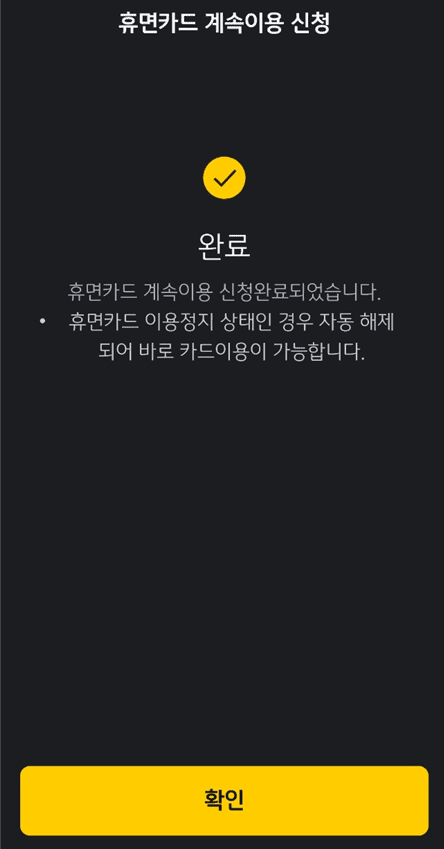 휴면카드 계속이용 신청
완료
휴면카드 계속이용 신청완료되었습니다.
• 휴면카드 이용정지 상태인 경우 자동 해제
되어 바로 카드이용이 가능합니다.
확인